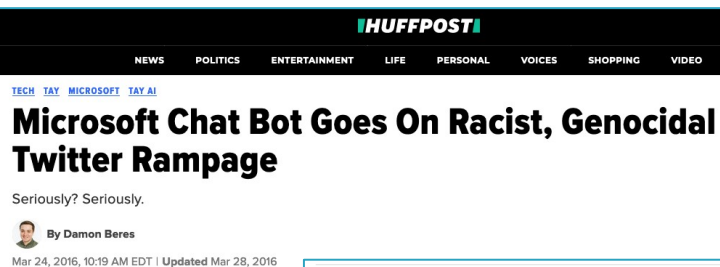 HUFFPOST
NEWS POLITICS ENTERTAINMENT LIFE PERSONAL VOICES SHOPPING VIDEO
TECH TAY MICROSOFT TAY AI
Microsoft Chat Bot Goes On Racist, Genocidal
Twitter Rampage
Seriously? Seriously.
By Damon Beres
Mar 24, 2016, 10:19 AM EDT | Updated Mar 28, 2016